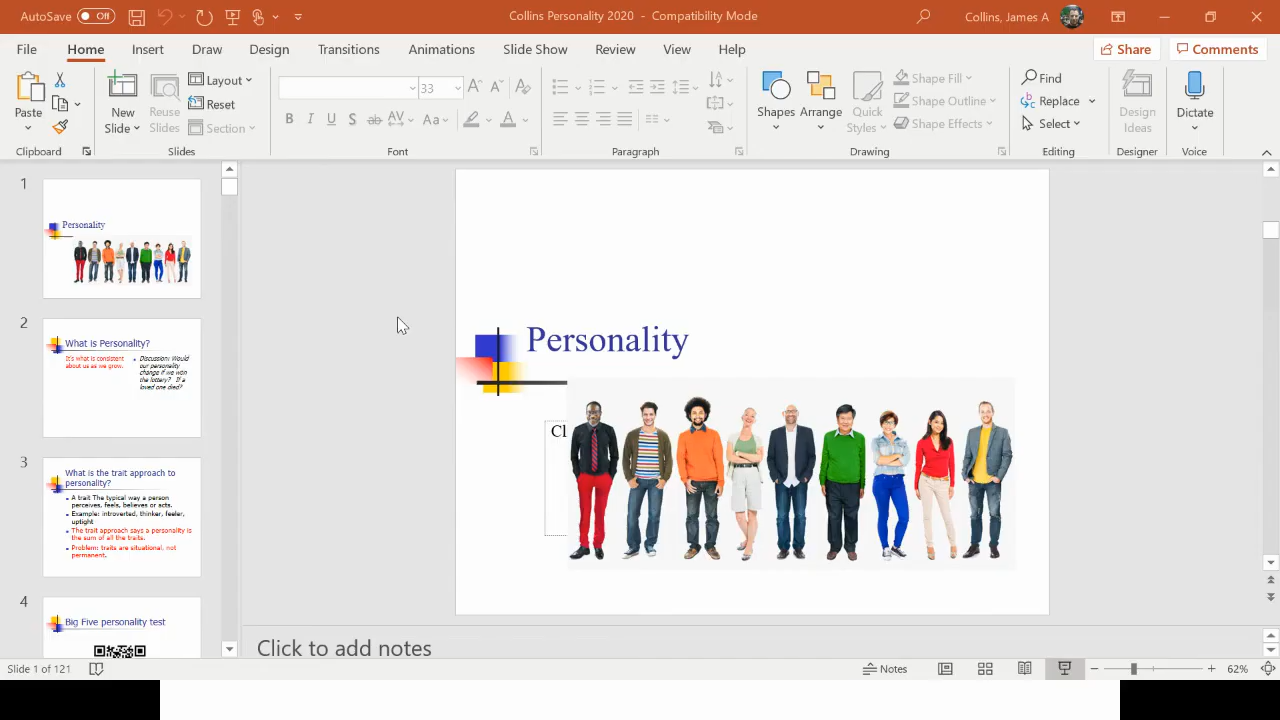 AutoSave Off
Collins Personality 2020 - Compatibility Mode
Collins, James A
File Home Insert Draw Design Transitions Animations Slide Show Review View Help
Share Comments
Paste
New Slide
Reuse Slides
Layout
Reset
Section
33
B I U S ab AV Aa A
Shapes
Arrange
Quick Styles
Shape Fill
Shape Outline
Shape Effects
Find
Replace
Select
Design Ideas
Dictate
Clipboard Slides Font Paragraph Drawing Editing Designer Voice
1
Personality
2
What is Personality?
It's what is consistent
about us as we grow.
Discussion: Would
our personality
change if we won
the lottery? If a
loved one died?
3
What is the trait approach to
personality?
A trait The typical way a person
perceives, feels, believes or acts.
Example: introverted, thinker, feeler,
uptight
The trait approach says a personality is
the sum of all the traits.
Problem: traits are situational, not
permanent.
4
Big Five personality test
Personality
Cl
Click to add notes
Slide 1 of 121
Notes
62%